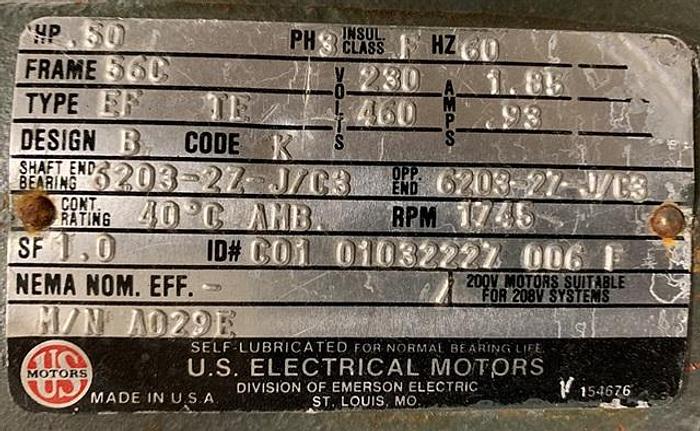 HP .50 PH 3 INSUL. CLASS F HZ 60
FRAME 56C VOLTS 230 AMPS 1.85
TYPE EF TE 460 .93
DESIGN B CODE K
SHAFT END BEARING 6203-2Z-J/C3 OPP. END 6203-2Z-J/C3
CONT. RATING 40°C AMB. RPM 1745
SF 1.0 ID# C01 01032227 006 F
NEMA NOM. EFF. - / 200V MOTORS SUITABLE FOR 208V SYSTEMS
M/N A029E
SELF-LUBRICATED FOR NORMAL BEARING LIFE.
US MOTORS
U.S. ELECTRICAL MOTORS
DIVISION OF EMERSON ELECTRIC
MADE IN U.S.A. ST. LOUIS, MO.
154676